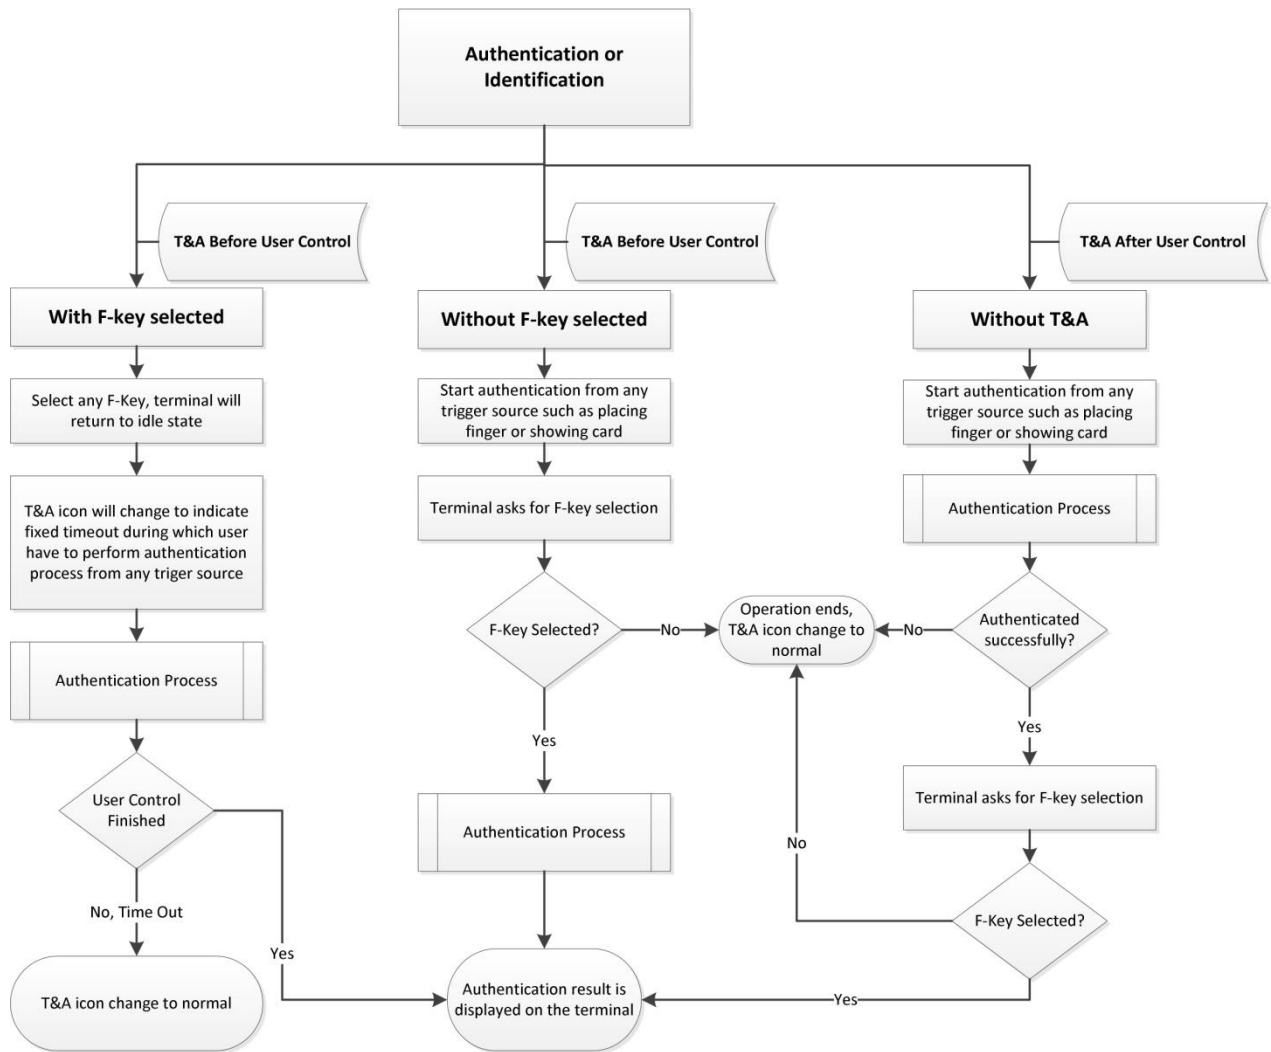 Authentication or
Identification
T&A Before User Control
T&A Before User Control
T&A After User Control
With F-key selected
Without F-key selected
Without T&A
Select any F-Key, terminal will
return to idle state
Start authentication from any
trigger source such as placing
finger or showing card
Start authentication from any
trigger source such as placing
finger or showing card
T&A icon will change to indicate
fixed timeout during which user
have to perform authentication
process from any triger source
Terminal asks for F-key selection
Authentication Process
F-Key Selected?
No
Operation ends,
T&A icon change to
normal
No
Authenticated
successfully?
Authentication Process
Yes
Yes
User Control
Finished
Authentication Process
No
Terminal asks for F-key selection
No, Time Out
Yes
F-Key Selected?
T&A icon change to normal
Authentication result is
displayed on the terminal
Yes